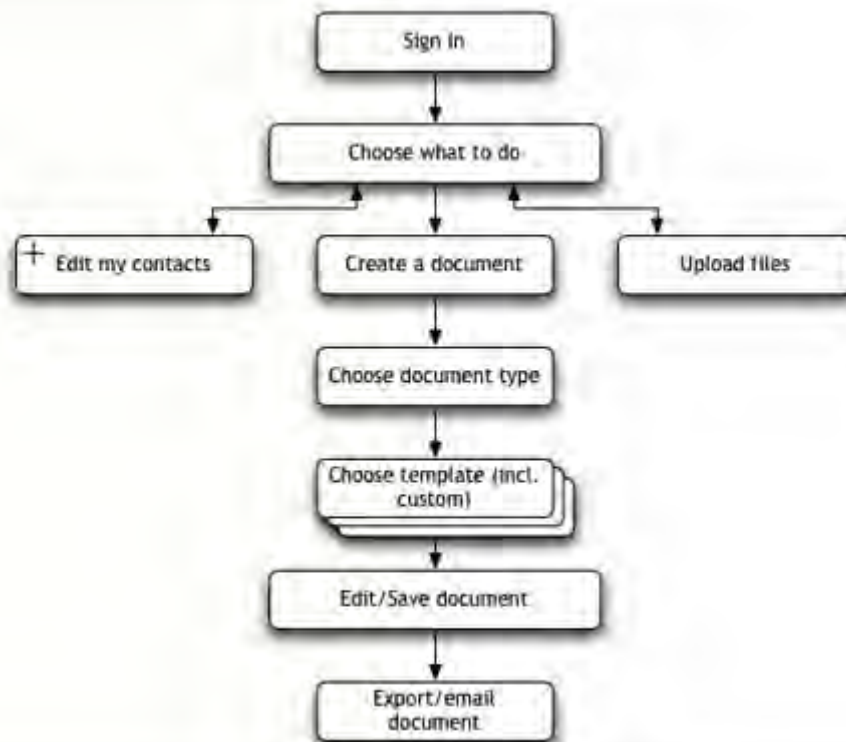 Sign in
Choose what to do
+ Edit my contacts
Create a document
Upload files
Choose document type
Choose template (incl.
custom)
Edit/Save document
Export/email
document